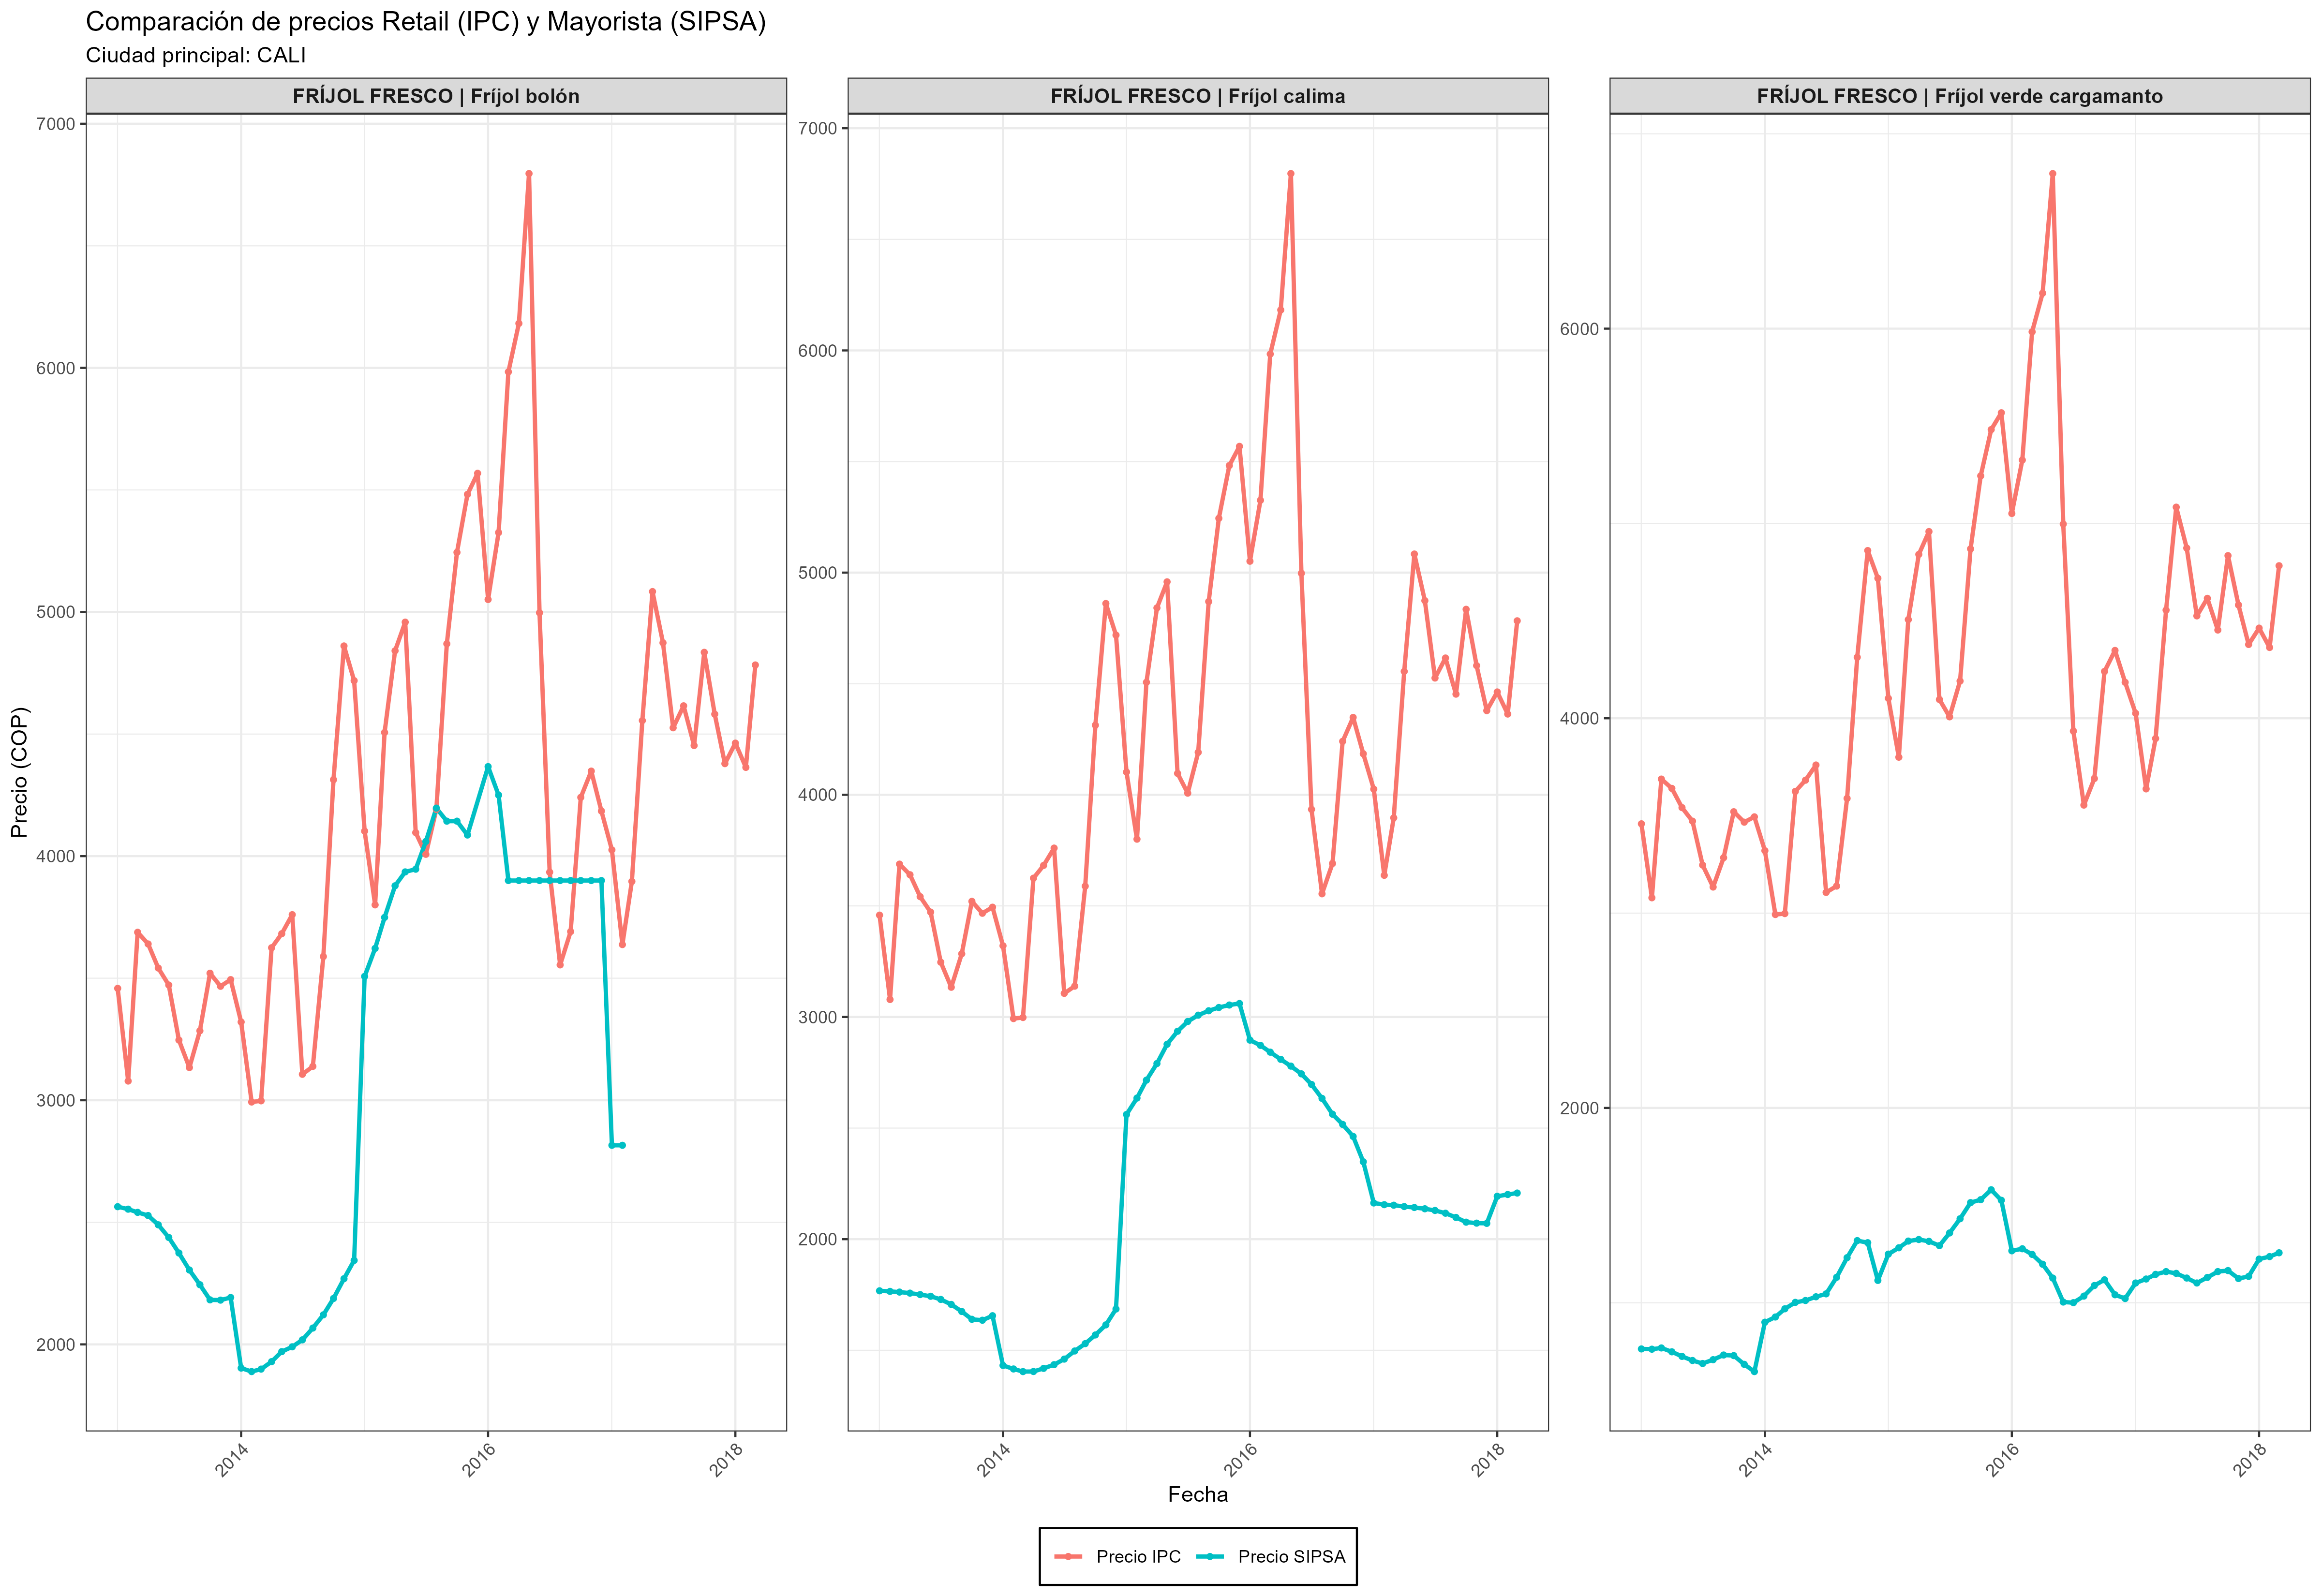 Comparación de precios Retail (IPC) y Mayorista (SIPSA)
Ciudad principal: CALI
FRÍJOL FRESCO | Fríjol bolón
FRÍJOL FRESCO | Fríjol calima
FRÍJOL FRESCO | Fríjol verde cargamanto
Precio (COP)
7000
6000
5000
4000
3000
2000
7000
6000
5000
4000
3000
2000
6000
4000
2000
2014
2016
2018
2014
2016
2018
2014
2016
2018
Fecha
Precio IPC
Precio SIPSA